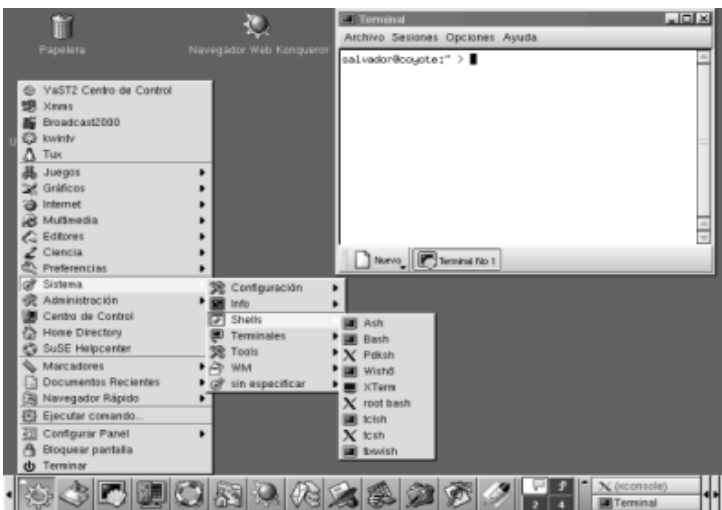 Papelera
Navegador Web Konqueror
Terminal
Archivo Sesiones Opciones Ayuda
salvador@coyote:~ >
Nuevo
Terminal No 1
YaST2 Centro de Control
Xmms
Broadcast2000
kwintv
Tux
Juegos
Gráficos
Internet
Multimedia
Editores
Ciencia
Preferencias
Sistema
Administración
Centro de Control
Home Directory
SuSE Helpcenter
Marcadores
Documentos Recientes
Navegador Rápido
Ejecutar comando...
Configurar Panel
Bloquear pantalla
Terminar
Configuración
Info
Shells
Terminales
Tools
WM
sin especificar
Ash
Bash
Pdksh
XTerm
root bash
tclsh
tcsh
tixwish
2
4
(xconsole)
Terminal